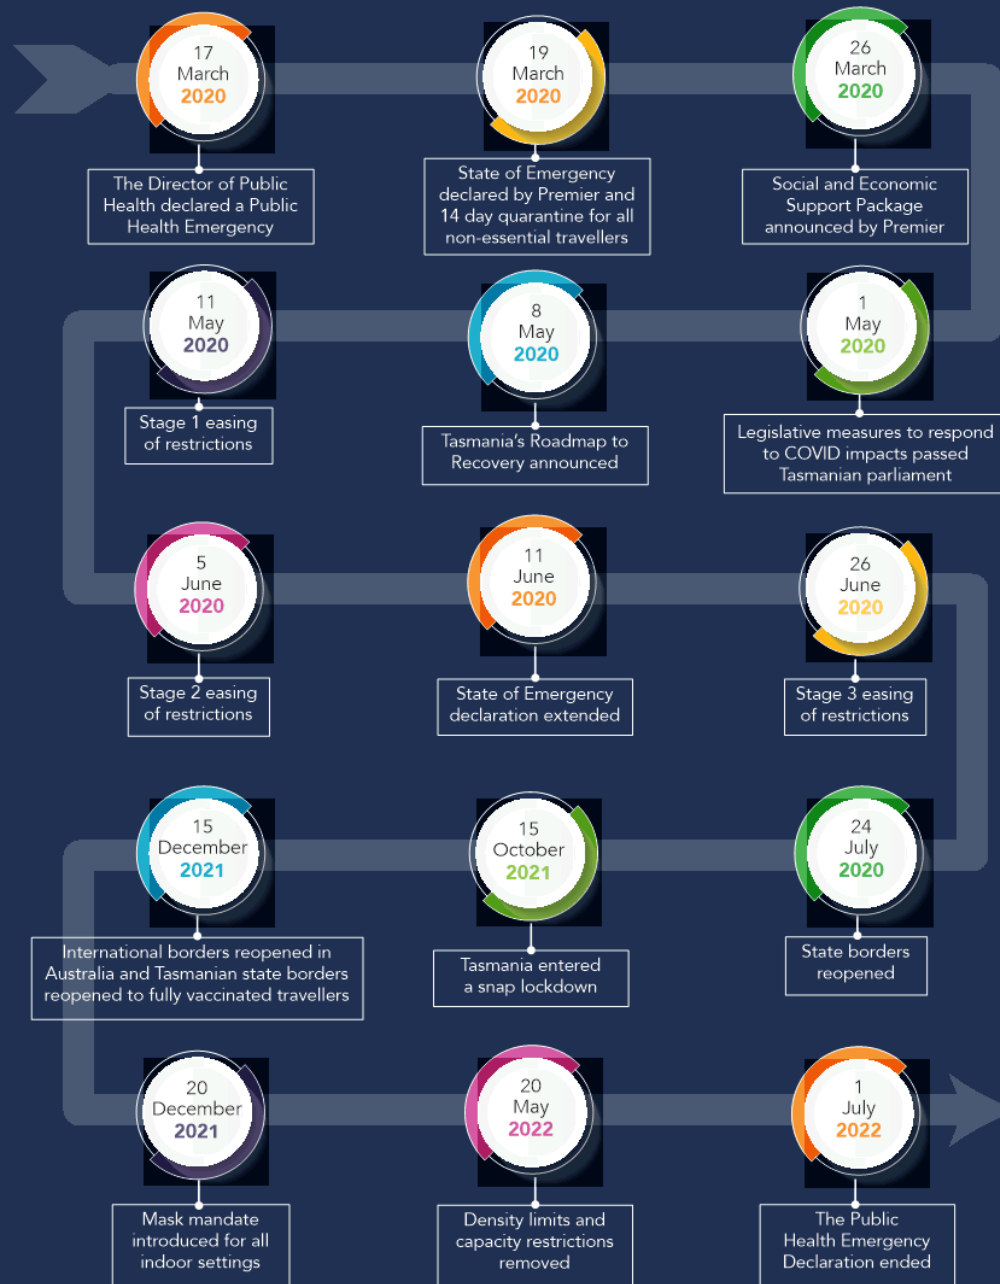 17
March
2020
The Director of Public
Health declared a Public
Health Emergency
19
March
2020
State of Emergency
declared by Premier and
14 day quarantine for all
non-essential travellers
26
March
2020
Social and Economic
Support Package
announced by Premier
1
May
2020
Legislative measures to respond
to COVID impacts passed
Tasmanian parliament
8
May
2020
Tasmania's Roadmap to
Recovery announced
11
May
2020
Stage 1 easing
of restrictions
5
June
2020
Stage 2 easing
of restrictions
11
June
2020
State of Emergency
declaration extended
26
June
2020
Stage 3 easing
of restrictions
24
July
2020
State borders
reopened
15
October
2021
Tasmania entered
a snap lockdown
15
December
2021
International borders reopened in
Australia and Tasmanian state borders
reopened to fully vaccinated travellers
20
December
2021
Mask mandate
introduced for all
indoor settings
20
May
2022
Density limits and
capacity restrictions
removed
1
July
2022
The Public
Health Emergency
Declaration ended